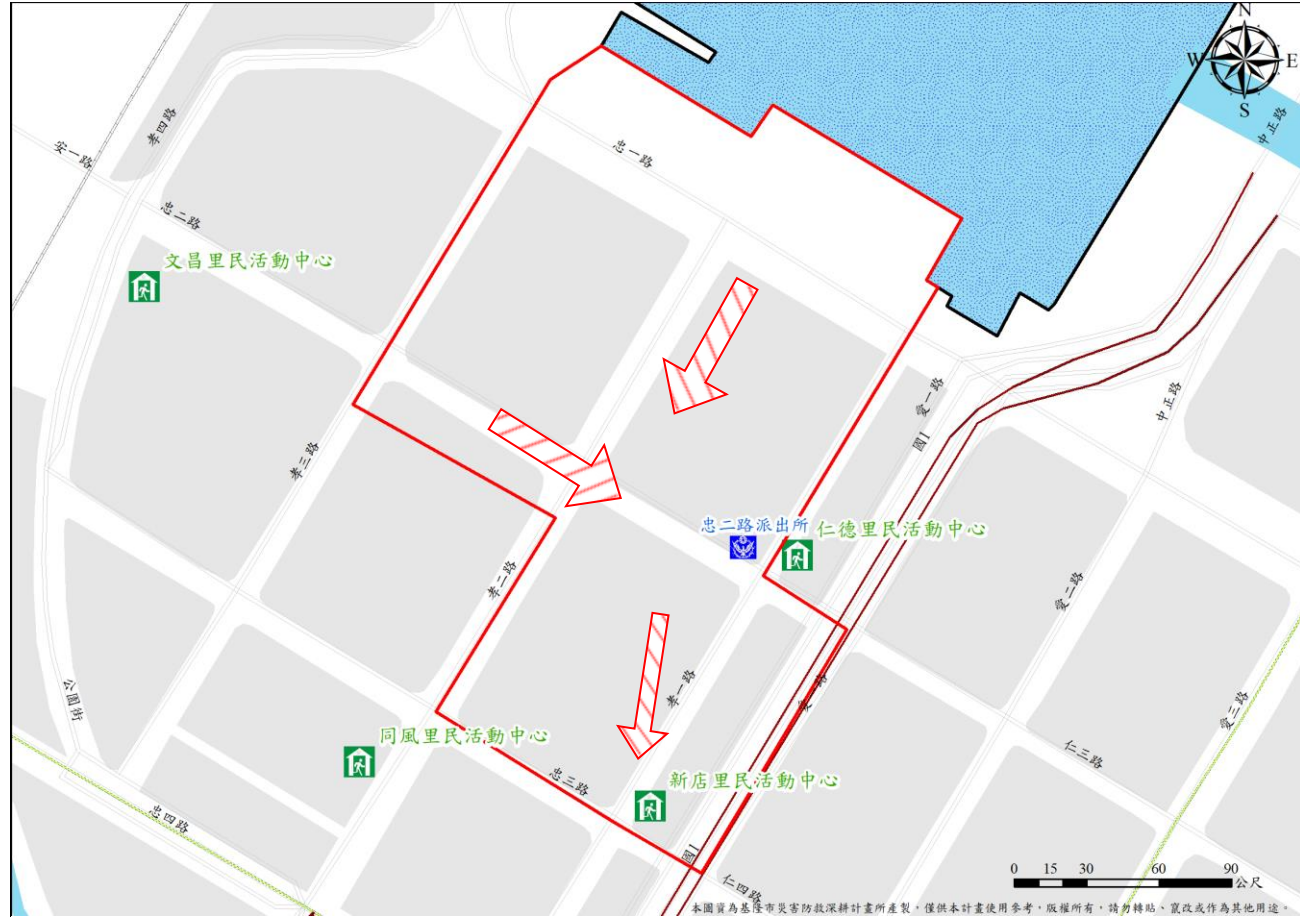 N
W
E
S
中正路
孝四路
忠一路
安一路
忠二路
文昌里民活動中心
愛一路
中正路
國1
孝三路
忠二路派出所
仁德里民活動中心
孝二路
愛二路
孝一路
愛一路
公園街
愛三路
同風里民活動中心
仁三路
忠三路
新店里民活動中心
忠四路
國1
仁四路
0 15 30 60 90
公尺
本圖資為基隆市災害防救深耕計畫所產製，僅供本計畫使用參考，版權所有，請勿轉貼、竄改或作為其他用途。